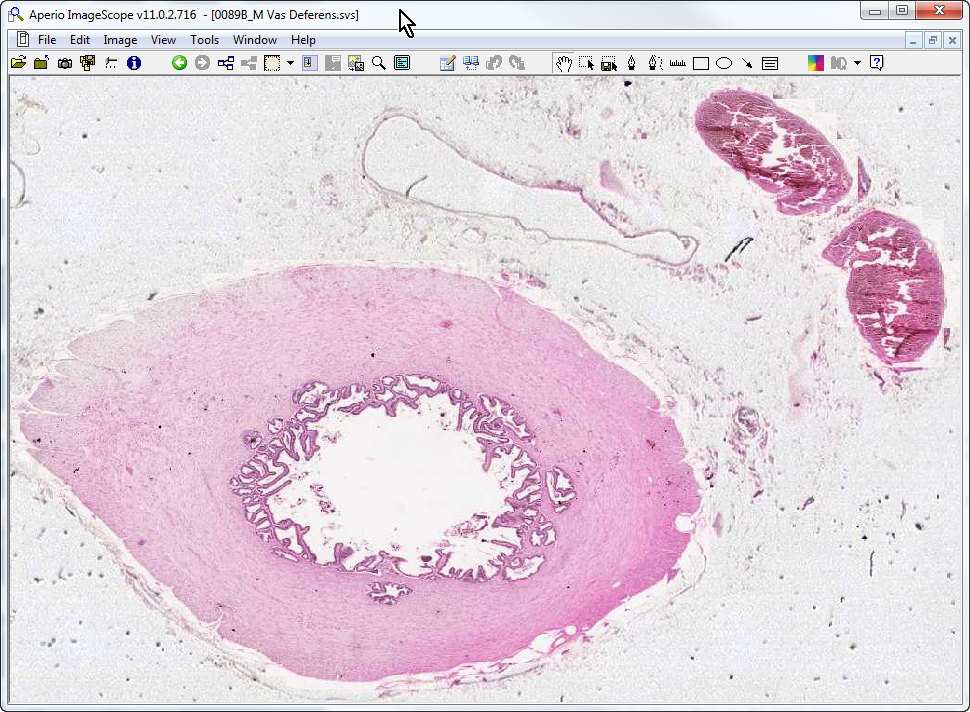 Aperio ImageScope v11.0.2.716 - [0089B_M Vas Deferens.svs]
File Edit Image View Tools Window Help